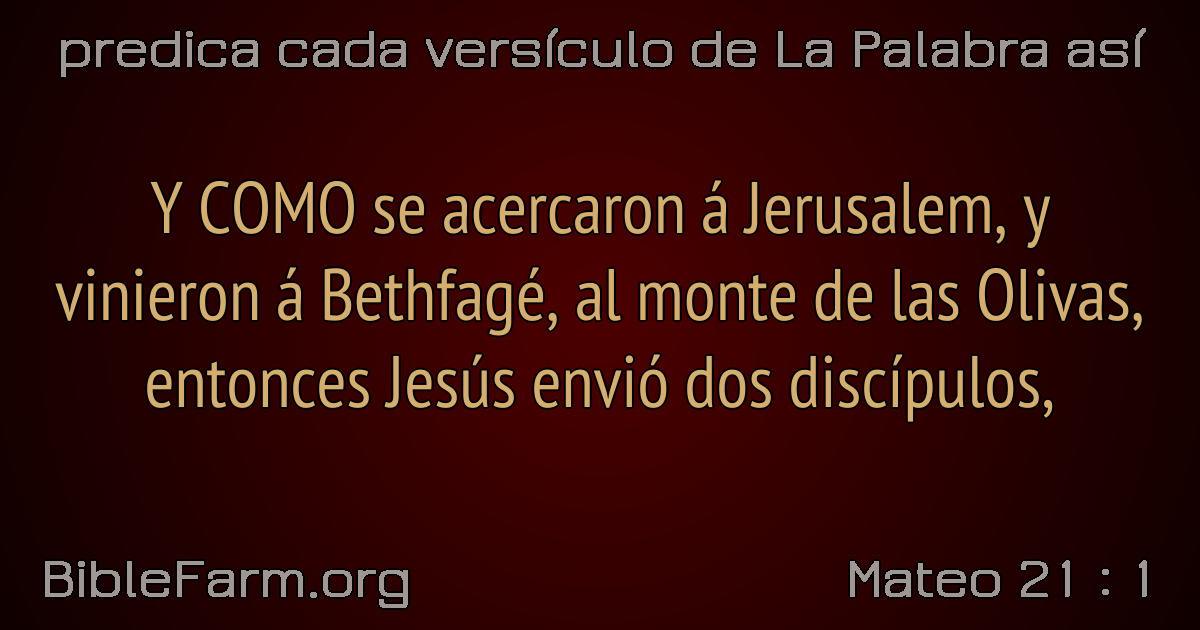 predica cada versículo de La Palabra así
Y COMO se acercaron á Jerusalem, y
vinieron á Bethfagé, al monte de las Olivas,
entonces Jesús envió dos discípulos,
BibleFarm.org
Mateo 21 : 1